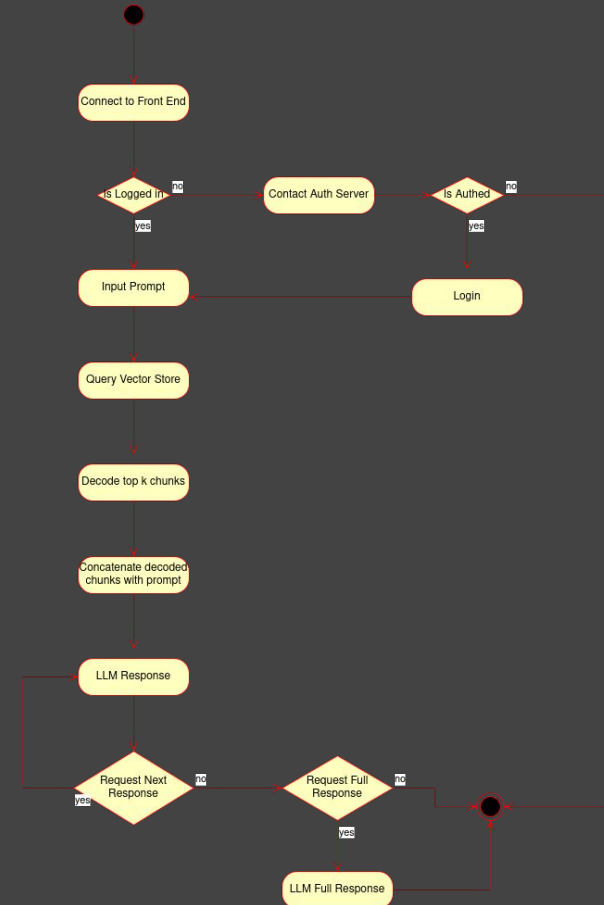 Connect to Front End
Is Logged in
no
Contact Auth Server
Is Authed
no
yes
yes
Input Prompt
Login
Query Vector Store
Decode top k chunks
Concatenate decoded
chunks with prompt
LLM Response
Request Next
Response
no
Request Full
Response
no
yes
yes
LLM Full Response